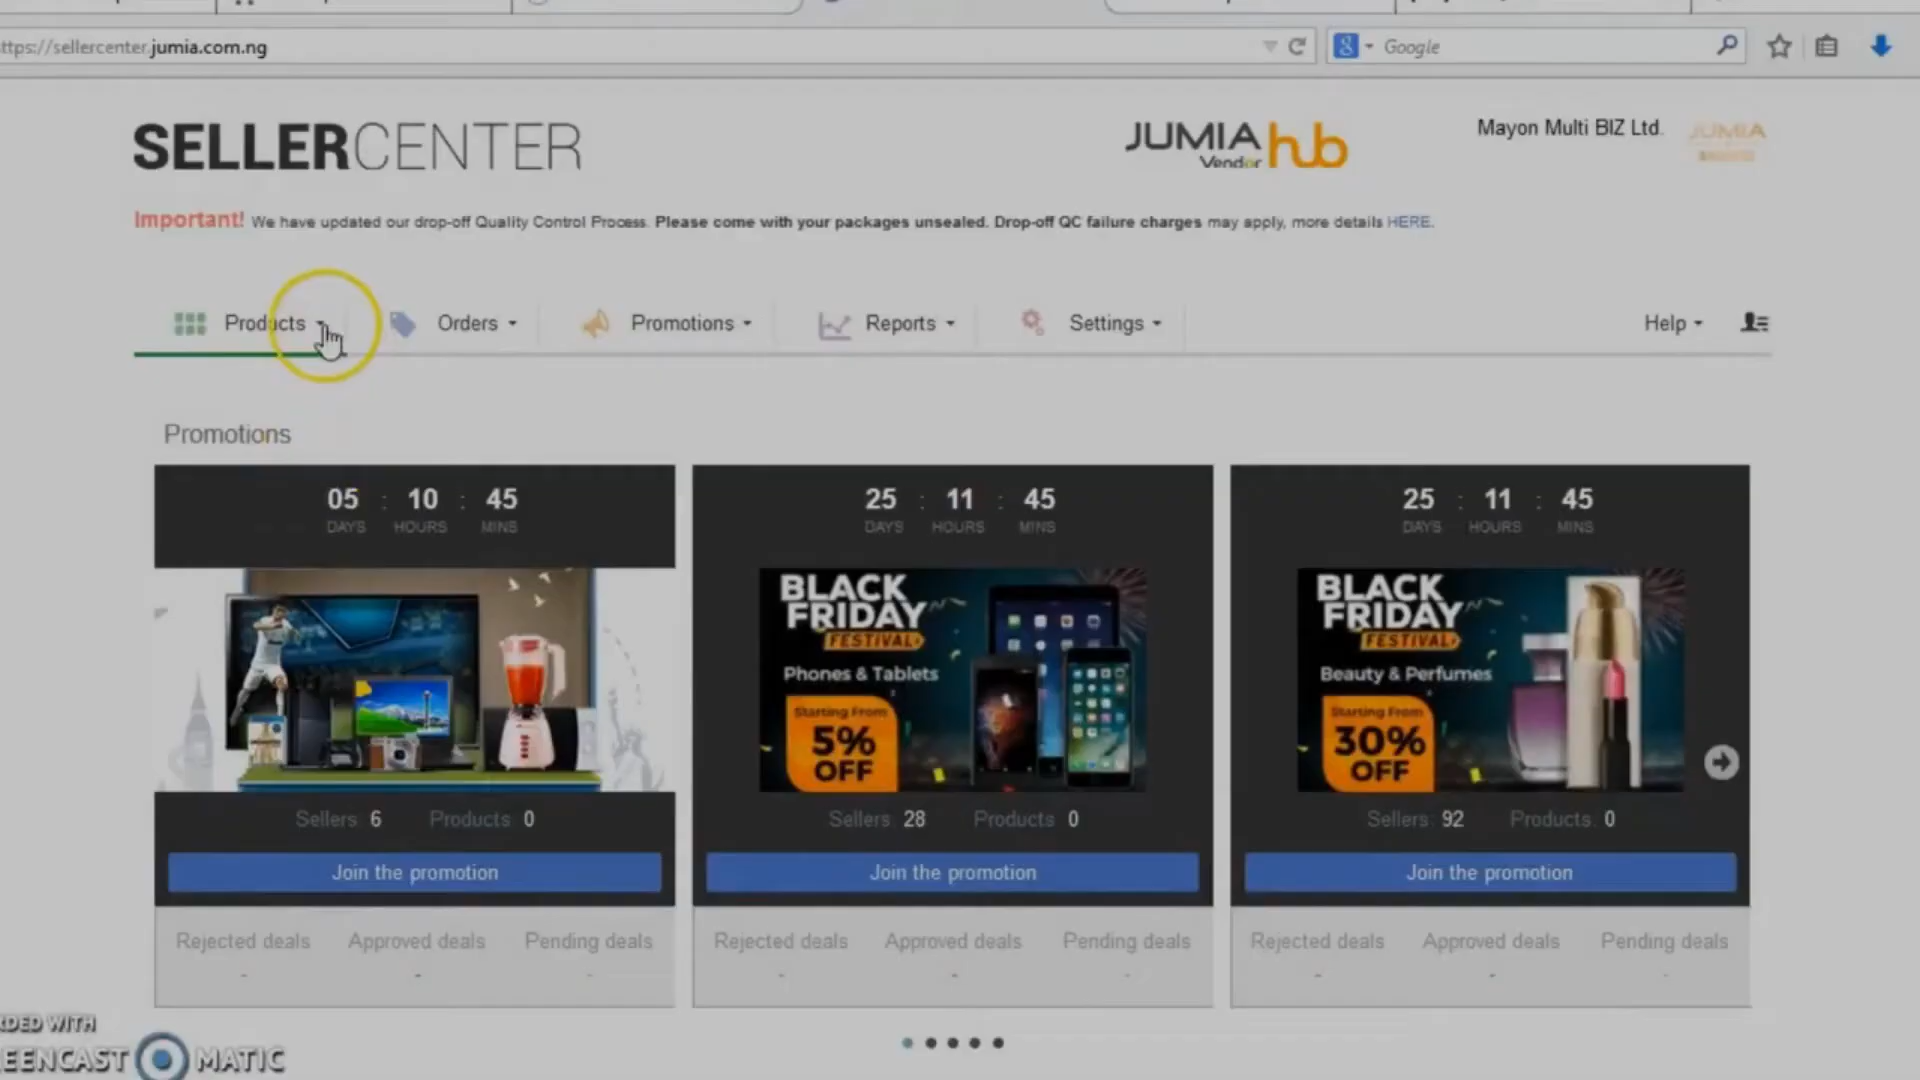 ttps://sellercenter.jumia.com.ng
Google
SELLERCENTER
JUMIA hub
Vendor
Mayon Multi BIZ Ltd.
JUMIA
Important! We have updated our drop-off Quality Control Process. Please come with your packages unsealed. Drop-off QC failure charges may apply, more details HERE.
Products
Orders
Promotions
Reports
Settings
Help
Promotions
05 : 10 : 45
DAYS HOURS MINS
25 : 11 : 45
DAYS HOURS MINS
25 : 11 : 45
DAYS HOURS MINS
BLACK
FRIDAY
FESTIVAL
Phones & Tablets
Starting From
5%
OFF
BLACK
FRIDAY
FESTIVAL
Beauty & Perfumes
Starting From
30%
OFF
Sellers: 6 Products: 0
Sellers: 28 Products: 0
Sellers: 92 Products: 0
Join the promotion
Join the promotion
Join the promotion
Rejected deals Approved deals Pending deals
- - -
Rejected deals Approved deals Pending deals
- - -
Rejected deals Approved deals Pending deals
- - -
RDED WITH
EENCAST MATIC